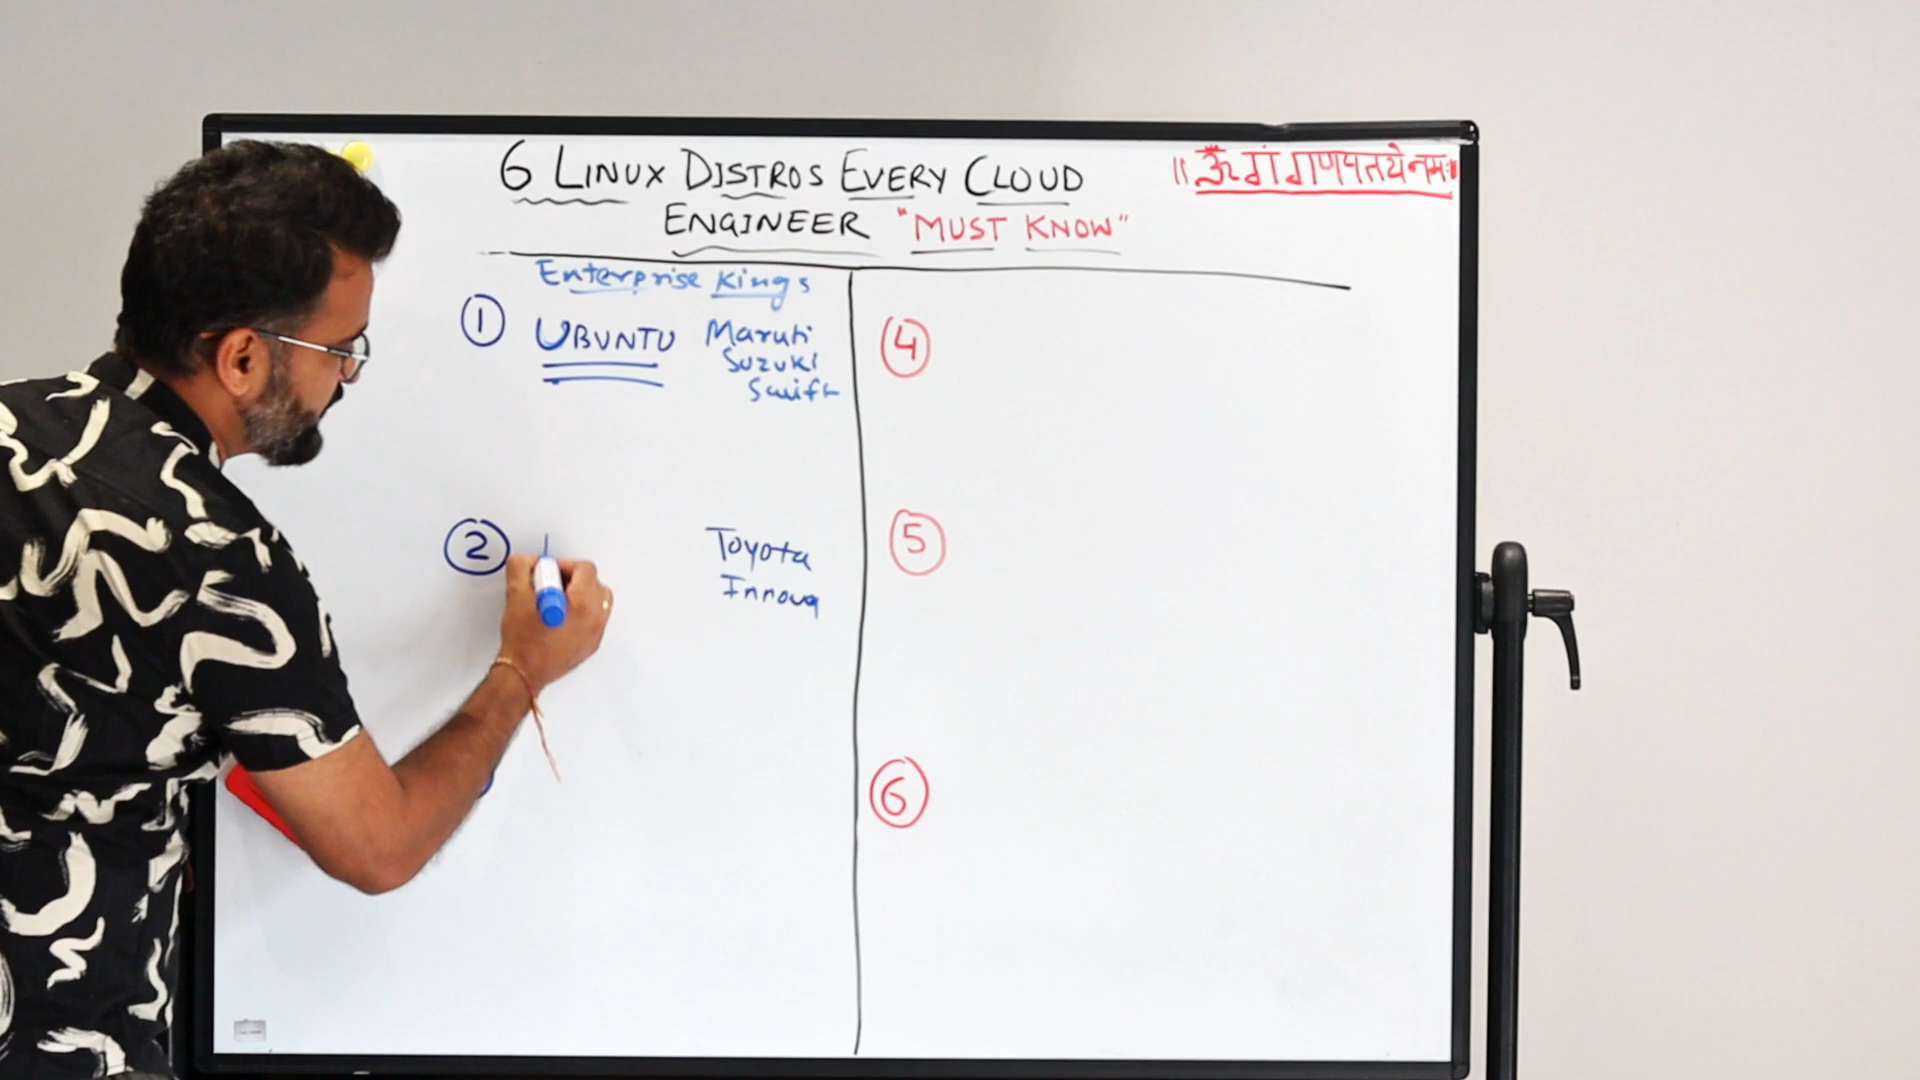 6 LINUX DISTROS EVERY CLOUD
ENGINEER "MUST KNOW"
॥ ॐ गं गणपतये नमः॥
Enterprise Kings
1 UBUNTU Maruti
Suzuki
Swift
2 Toyota
Innova
4
5
6